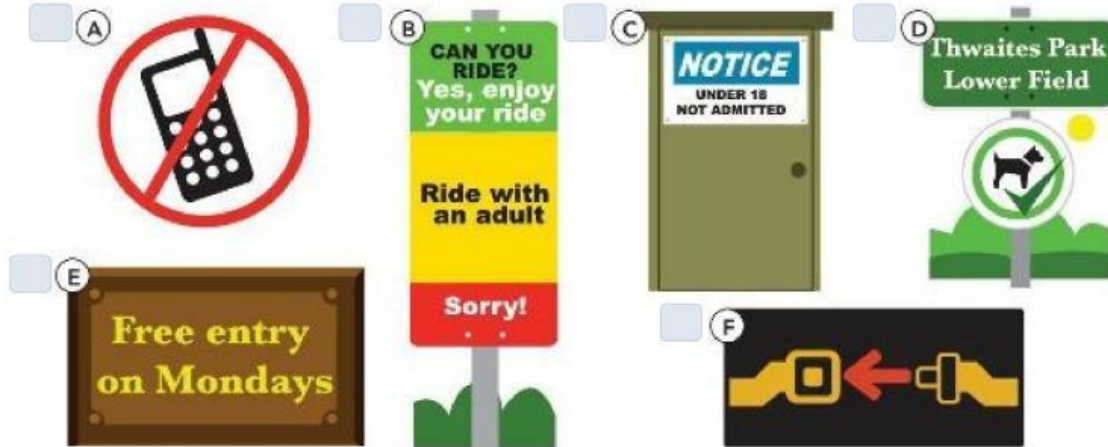 A
B
CAN YOU
RIDE?
Yes, enjoy
your ride
Ride with
an adult
Sorry!
C
NOTICE
UNDER 18
NOT ADMITTED
D
Thwaites Park
Lower Field
E
Free entry
on Mondays
F